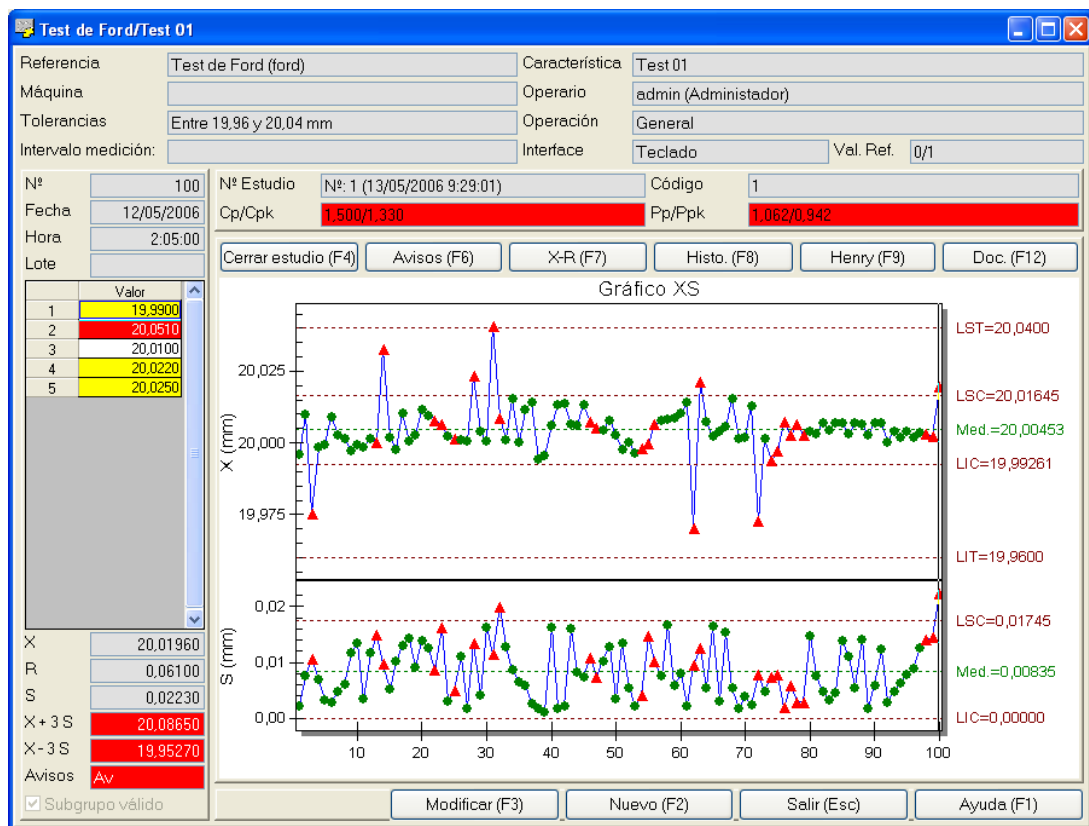 Test de Ford/Test 01
Referencia Test de Ford (ford) Característica Test 01
Máquina Operario admin (Administador)
Tolerancias Entre 19,96 y 20,04 mm Operación General
Intervalo medición: Interface Teclado Val. Ref. 0/1
Nº 100 Nº Estudio Nº: 1 (13/05/2006 9:29:01) Código 1
Fecha 12/05/2006 Cp/Cpk 1,500/1,330 Pp/Ppk 1,062/0,942
Hora 2:05:00
Lote
Cerrar estudio (F4) Avisos (F6) X-R (F7) Histo. (F8) Henry (F9) Doc. (F12)
Valor
1 19,9900
2 20,0510
3 20,0100
4 20,0220
5 20,0250
Gráfico XS
LST=20,0400
20,025
LSC=20,01645
Med.=20,00453
20,000
X (mm)
LIC=19,99261
19,975
LIT=19,9600
0,02
LSC=0,01745
0,01
S (mm)
Med.=0,00835
0,00
LIC=0,00000
10 20 30 40 50 60 70 80 90 100
X 20,01960
R 0,06100
S 0,02230
X + 3 S 20,08650
X - 3 S 19,95270
Avisos Av
Subgrupo válido
Modificar (F3) Nuevo (F2) Salir (Esc) Ayuda (F1)